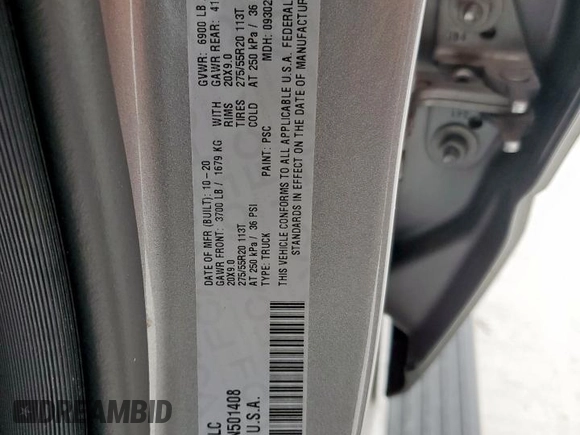 LC
DATE OF MFR (BUILT): 10-20 GVWR: 6900 LB
GAWR FRONT: 3700 LB / 1679 KG WITH GAWR REAR: 41
20X9.0 RIMS 20X9.0
275/55R20 113T TIRES 275/55R20 113T
AT 250 kPa / 36 PSI COLD AT 250 kPa / 36
TYPE: TRUCK PAINT: PSC MDH: 09302
THIS VEHICLE CONFORMS TO ALL APPLICABLE U.S.A. FEDERAL
STANDARDS IN EFFECT ON THE DATE OF MANUFACTUR
N501408
U.S.A.
RIDEHISTORY